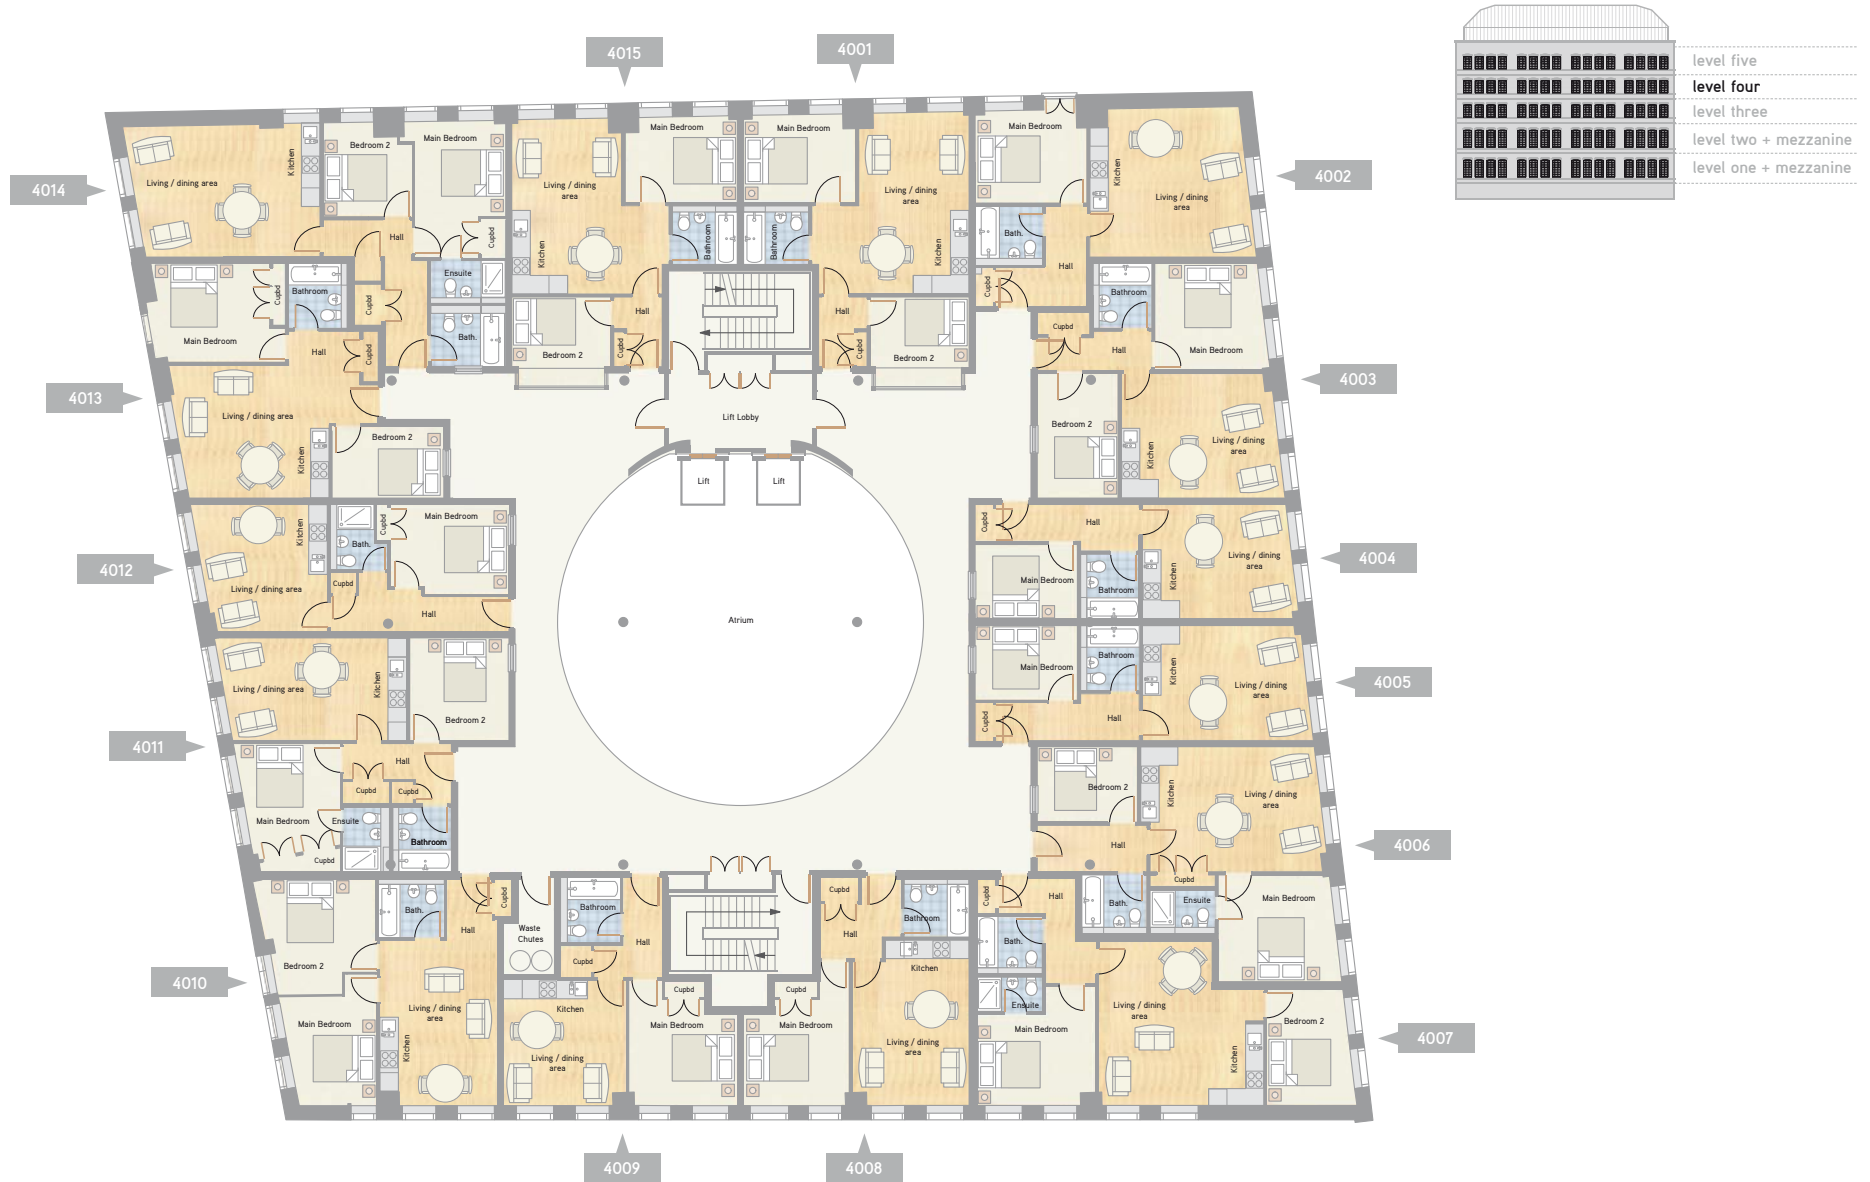 4015
4001
level five
level four
level three
level two + mezzanine
level one + mezzanine
4014
Living / dining area
Kitchen
Bedroom 2
Main Bedroom
Hall
Cupbd
Ensuite
Cupbd
Bath.
Living / dining
area
Kitchen
Main Bedroom
Bathroom
Hall
Bedroom 2
Cupbd
Main Bedroom
Bathroom
Living / dining
area
Kitchen
Hall
Cupbd
Bedroom 2
Main Bedroom
Kitchen
Living / dining
area
Bath.
Hall
Cupbd
4002
Main Bedroom
Cupbd
Bathroom
Hall
Cupbd
4013
Living / dining area
Kitchen
Bedroom 2
Lift Lobby
Lift
Lift
Cupbd
Bathroom
Hall
Main Bedroom
4003
Bedroom 2
Kitchen
Living / dining
area
4012
Kitchen
Living / dining area
Bath.
Cupbd
Main Bedroom
Cupbd
Hall
Atrium
Cupbd
Hall
Main Bedroom
Bathroom
Kitchen
Living / dining
area
4004
Living / dining area
Kitchen
Bedroom 2
Main Bedroom
Bathroom
Kitchen
Living / dining
area
Cupbd
Hall
4005
4011
Hall
Cupbd
Cupbd
Main Bedroom
Ensuite
Cupbd
Bathroom
Bedroom 2
Kitchen
Living / dining
area
Hall
Cupbd
4006
Bedroom 2
Bath.
Hall
Cupbd
Waste
Chutes
Bathroom
Hall
Cupbd
Cupbd
Hall
Bathroom
Kitchen
Cupbd
Hall
Bath.
Bath.
Ensuite
Main Bedroom
4010
Main Bedroom
Living / dining
area
Kitchen
Kitchen
Living / dining
area
Cupbd
Main Bedroom
Cupbd
Main Bedroom
Living / dining
area
Ensuite
Main Bedroom
Living / dining
area
Kitchen
Bedroom 2
4007
4009
4008